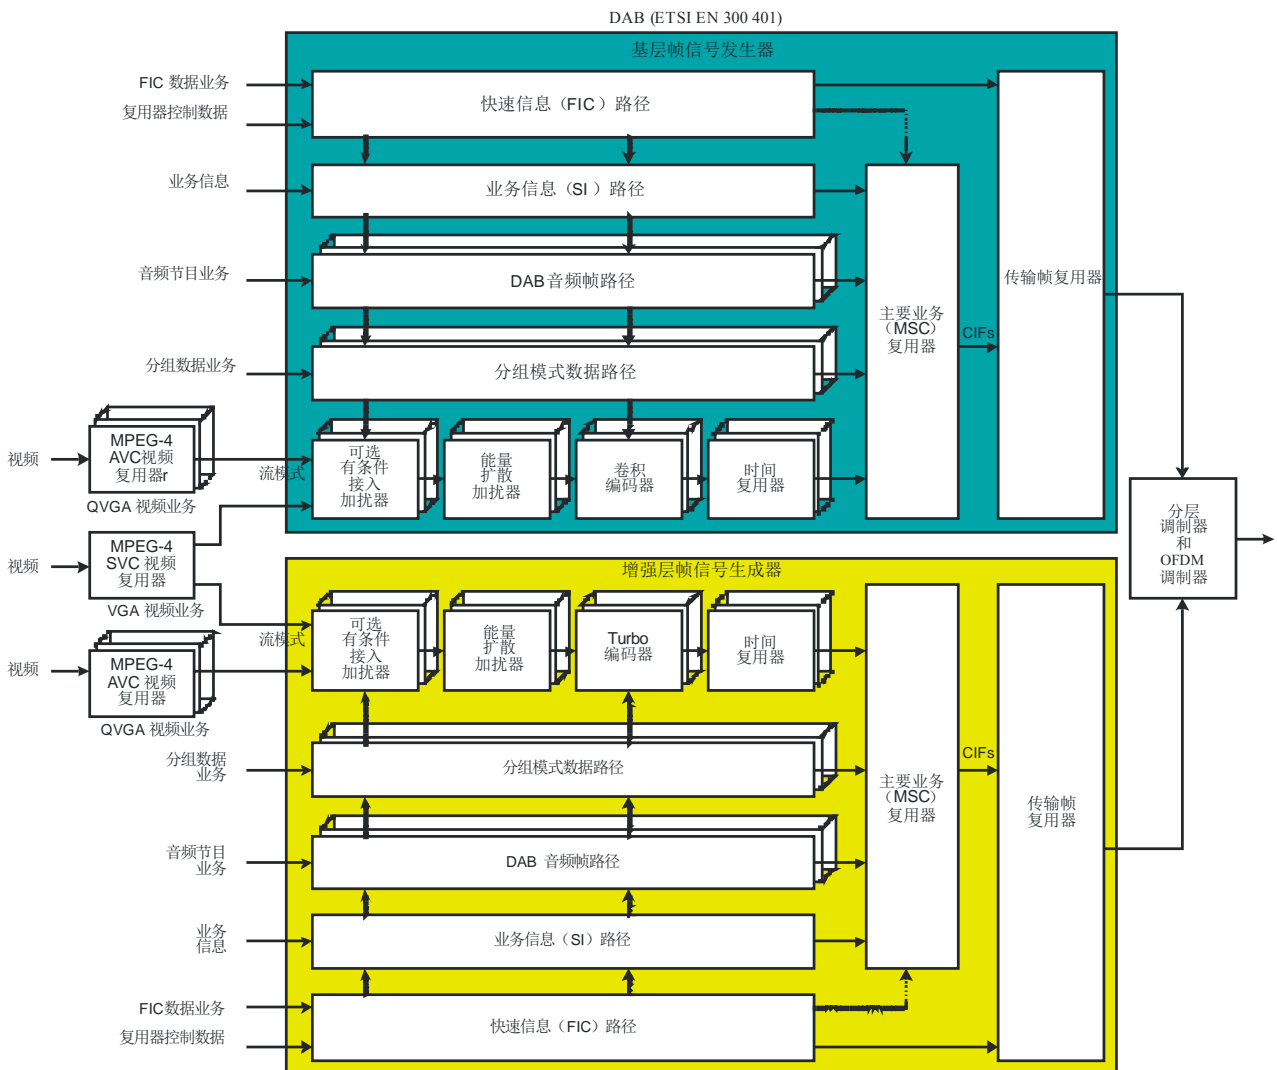 DAB (ETSI EN 300 401)
基层帧信号发生器
FIC 数据业务
复用器控制数据
快速信息（FIC）路径
业务信息
业务信息（SI）路径
音频节目业务
DAB音频帧路径
分组数据业务
分组模式数据路径
主要业务
（MSC）
复用器
CIFs
传输帧复用器
视频
MPEG-4
AVC视频
复用器r
QVGA 视频业务
流模式
可选
有条件
接入
加扰器
能量
扩散
加扰器
卷积
编码器
时间
复用器
视频
MPEG-4
SVC 视频
复用器
VGA 视频业务
分层
调制器
和
OFDM
调制器
增强层帧信号生成器
流模式
可选
有条件
接入
加扰器
能量
扩散
加扰器
Turbo
编码器
时间
复用器
视频
MPEG-4
AVC 视频
复用器
QVGA 视频业务
分组数据
业务
分组模式数据路径
主要业务
（MSC）
复用器
CIFs
传输帧
复用器
音频节目
业务
DAB 音频帧路径
业务
信息
业务信息（SI）路径
FIC数据业务
复用器控制数据
快速信息（FIC）路径